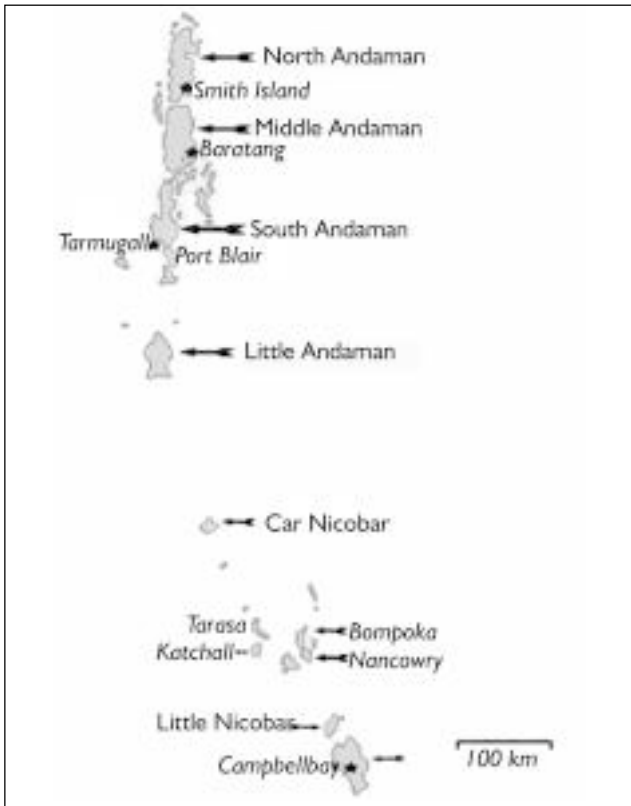 North Andaman
Smith Island
Middle Andaman
Baratang
South Andaman
Tarmugali
Port Blair
Little Andaman
Car Nicobar
Tarasa
Bompoka
Katchall
Nancowry
Little Nicobar
Campbellbay
100 km